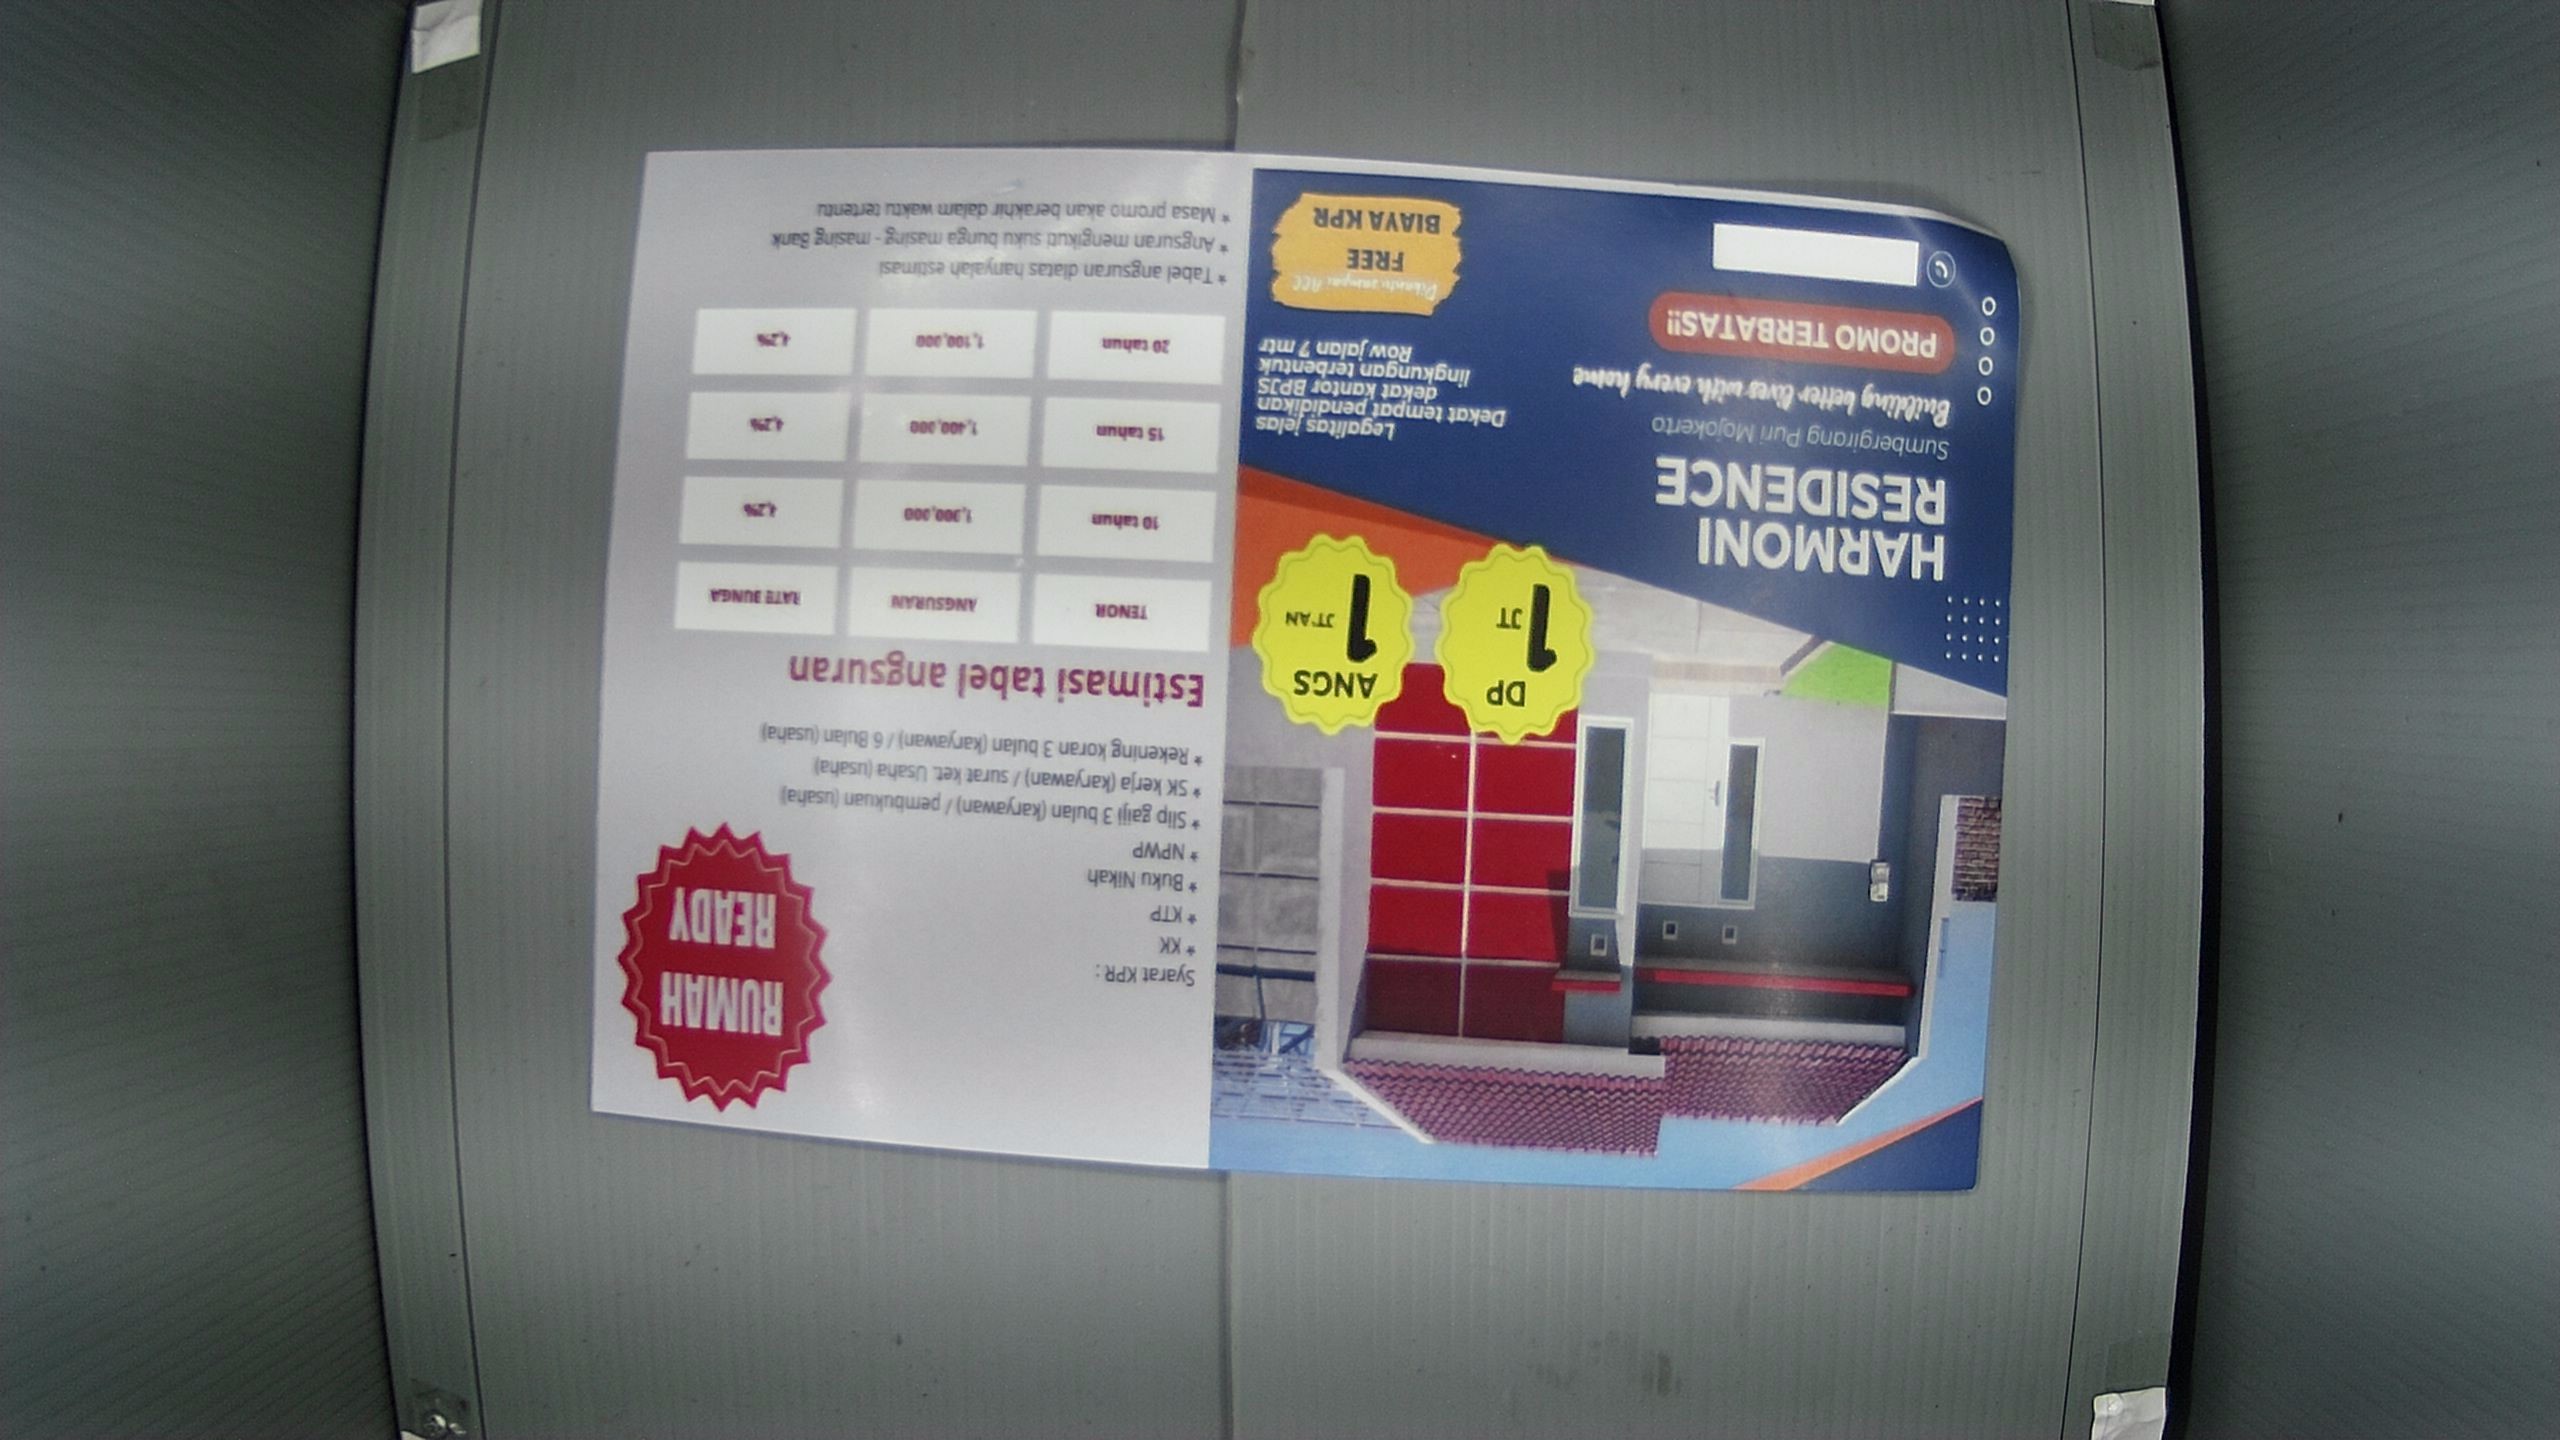 DP
1
JT
ANGS
1
JT'AN
HARMONI
RESIDENCE
Sumbergirang Puri Mojokerto
Building better lives with every home
PROMO TERBATAS!!
Legalitas jelas
Dekat tempat pendidikan
dekat kantor BPJS
lingkungan terbentuk
Row jalan 7 mtr
Dibantu sampai ACC
FREE
BIAYA KPR
RUMAH
READY
Syarat KPR :
* KK
* KTP
* Buku Nikah
* NPWP
* Slip gaiji 3 bulan (karyawan) / pembukuan (usaha)
* SK kerja (karyawan) / surat ket. Usaha (usaha)
* Rekening koran 3 bulan (karyawan) / 6 Bulan (usaha)
Estimasi tabel angsuran
TENOR ANGSURAN RATE BUNGA
10 tahun 1,900,000 4,2%
15 tahun 1,400,000 4,2%
20 tahun 1,100,000 4,2%
* Tabel angsuran diatas hanyalah estimasi
* Angsuran mengikuti suku bunga masing - masing Bank
* Masa promo akan berakhir dalam waktu tertentu